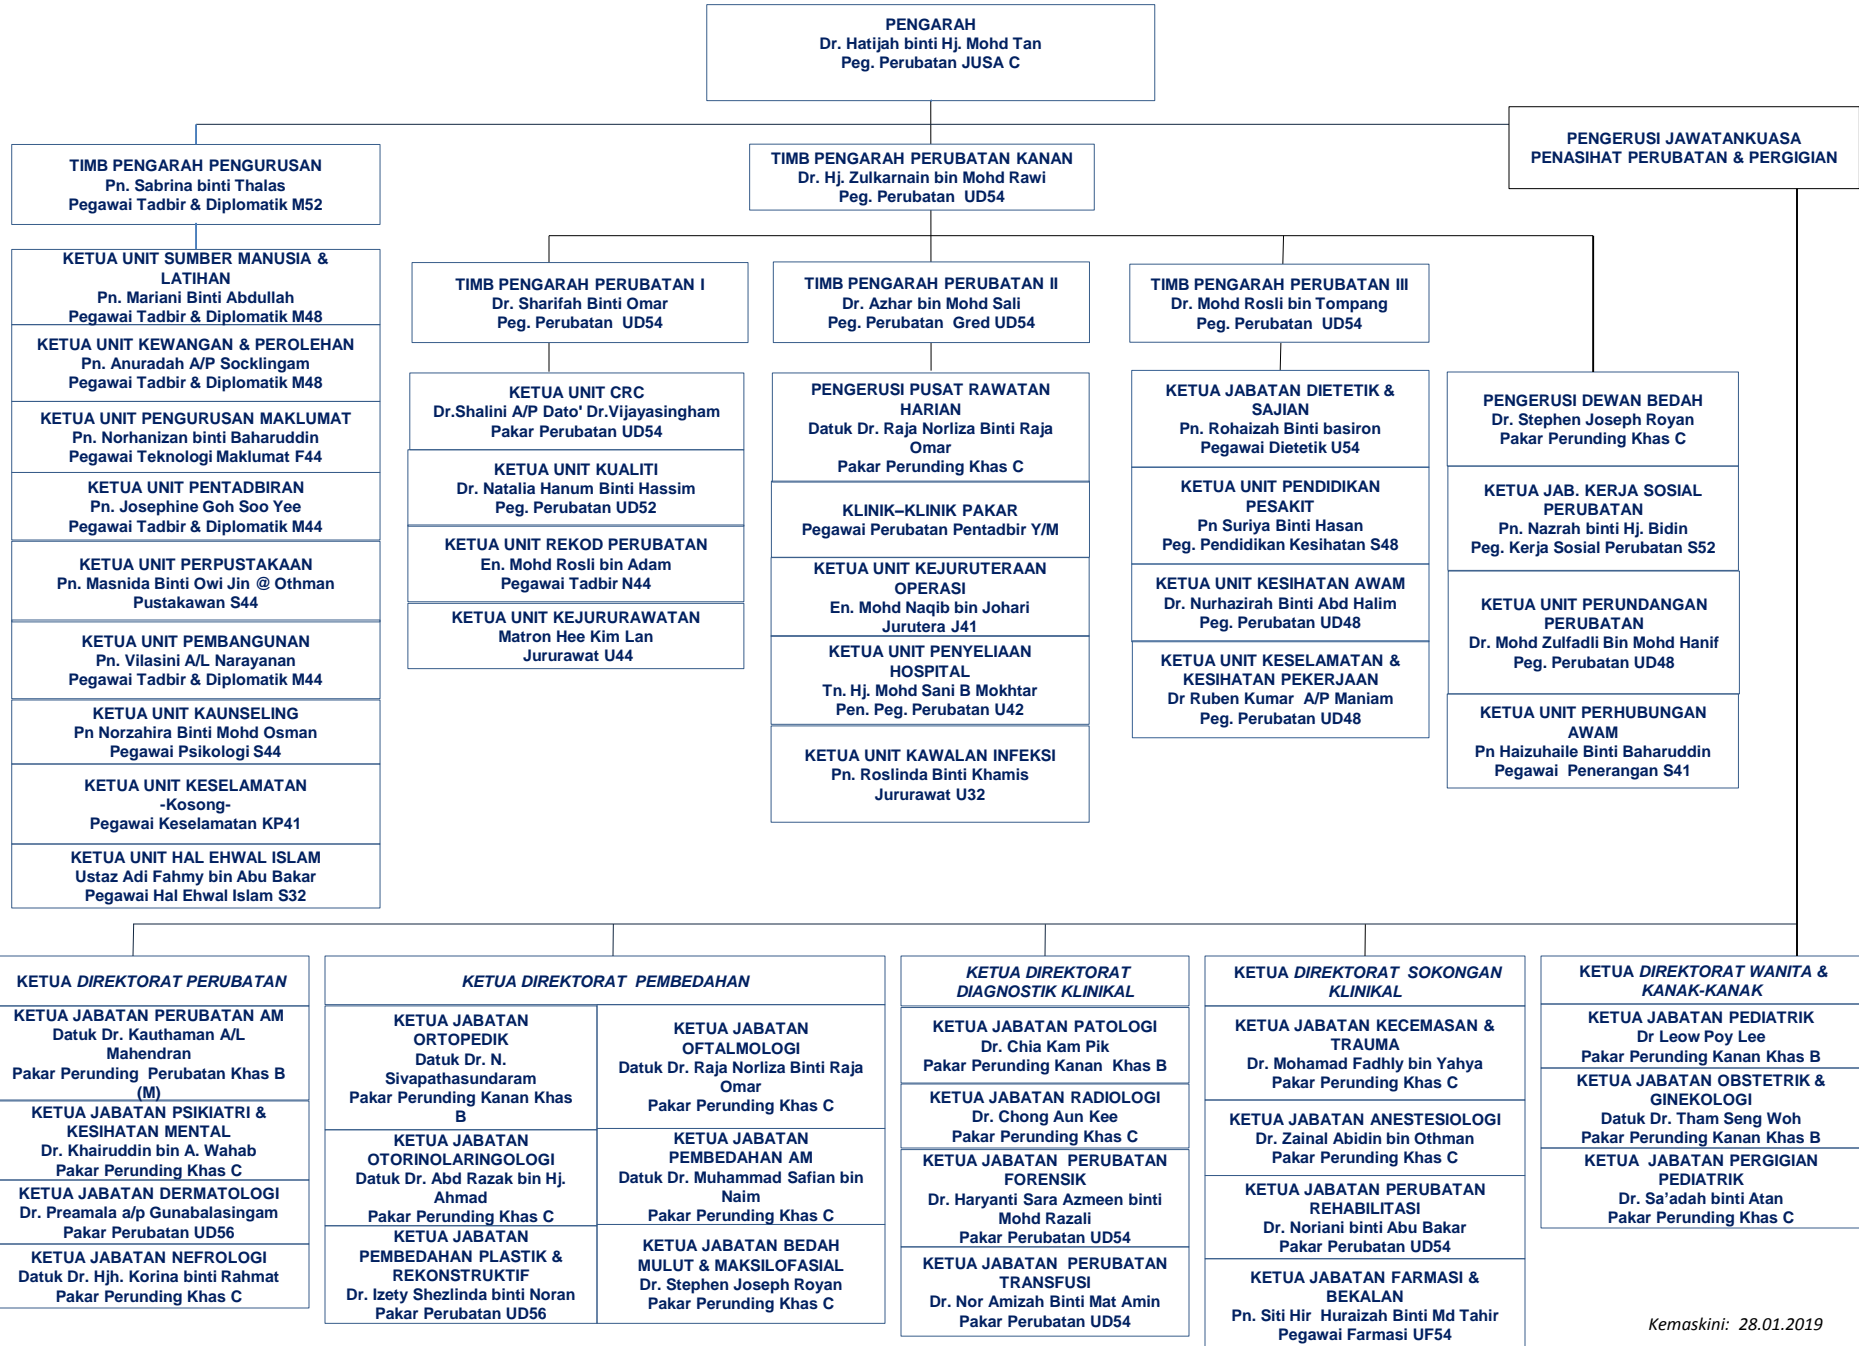 PENGARAH
Dr. Hatijah binti Hj. Mohd Tan
Peg. Perubatan JUSA C
PENGERUSI JAWATANKUASA
PENASIHAT PERUBATAN & PERGIGIAN
TIMB PENGARAH PENGURUSAN
Pn. Sabrina binti Thalas
Pegawai Tadbir & Diplomatik M52
TIMB PENGARAH PERUBATAN KANAN
Dr. Hj. Zulkarnain bin Mohd Rawi
Peg. Perubatan UD54
KETUA UNIT SUMBER MANUSIA &
LATIHAN
Pn. Mariani Binti Abdullah
Pegawai Tadbir & Diplomatik M48
KETUA UNIT KEWANGAN & PEROLEHAN
Pn. Anuradah A/P Socklingam
Pegawai Tadbir & Diplomatik M48
KETUA UNIT PENGURUSAN MAKLUMAT
Pn. Norhanizan binti Baharuddin
Pegawai Teknologi Maklumat F44
KETUA UNIT PENTADBIRAN
Pn. Josephine Goh Soo Yee
Pegawai Tadbir & Diplomatik M44
KETUA UNIT PERPUSTAKAAN
Pn. Masnida Binti Owi Jin @ Othman
Pustakawan S44
KETUA UNIT PEMBANGUNAN
Pn. Vilasini A/L Narayanan
Pegawai Tadbir & Diplomatik M44
KETUA UNIT KAUNSELING
Pn Norzahira Binti Mohd Osman
Pegawai Psikologi S44
KETUA UNIT KESELAMATAN
-Kosong-
Pegawai Keselamatan KP41
KETUA UNIT HAL EHWAL ISLAM
Ustaz Adi Fahmy bin Abu Bakar
Pegawai Hal Ehwal Islam S32
TIMB PENGARAH PERUBATAN I
Dr. Sharifah Binti Omar
Peg. Perubatan UD54
KETUA UNIT CRC
Dr.Shalini A/P Dato' Dr.Vijayasingham
Pakar Perubatan UD54
KETUA UNIT KUALITI
Dr. Natalia Hanum Binti Hassim
Peg. Perubatan UD52
KETUA UNIT REKOD PERUBATAN
En. Mohd Rosli bin Adam
Pegawai Tadbir N44
KETUA UNIT KEJURURAWATAN
Matron Hee Kim Lan
Jururawat U44
TIMB PENGARAH PERUBATAN II
Dr. Azhar bin Mohd Sali
Peg. Perubatan Gred UD54
PENGERUSI PUSAT RAWATAN
HARIAN
Datuk Dr. Raja Norliza Binti Raja
Omar
Pakar Perunding Khas C
KLINIK–KLINIK PAKAR
Pegawai Perubatan Pentadbir Y/M
KETUA UNIT KEJURUTERAAN
OPERASI
En. Mohd Naqib bin Johari
Jurutera J41
KETUA UNIT PENYELIAAN
HOSPITAL
Tn. Hj. Mohd Sani B Mokhtar
Pen. Peg. Perubatan U42
KETUA UNIT KAWALAN INFEKSI
Pn. Roslinda Binti Khamis
Jururawat U32
TIMB PENGARAH PERUBATAN III
Dr. Mohd Rosli bin Tompang
Peg. Perubatan UD54
KETUA JABATAN DIETETIK &
SAJIAN
Pn. Rohaizah Binti basiron
Pegawai Dietetik U54
KETUA UNIT PENDIDIKAN
PESAKIT
Pn Suriya Binti Hasan
Peg. Pendidikan Kesihatan S48
KETUA UNIT KESIHATAN AWAM
Dr. Nurhazirah Binti Abd Halim
Peg. Perubatan UD48
KETUA UNIT KESELAMATAN &
KESIHATAN PEKERJAAN
Dr Ruben Kumar A/P Maniam
Peg. Perubatan UD48
PENGERUSI DEWAN BEDAH
Dr. Stephen Joseph Royan
Pakar Perunding Khas C
KETUA JAB. KERJA SOSIAL
PERUBATAN
Pn. Nazrah binti Hj. Bidin
Peg. Kerja Sosial Perubatan S52
KETUA UNIT PERUNDANGAN
PERUBATAN
Dr. Mohd Zulfadli Bin Mohd Hanif
Peg. Perubatan UD48
KETUA UNIT PERHUBUNGAN
AWAM
Pn Haizuhaile Binti Baharuddin
Pegawai Penerangan S41
KETUA DIREKTORAT PERUBATAN
KETUA JABATAN PERUBATAN AM
Datuk Dr. Kauthaman A/L
Mahendran
Pakar Perunding Perubatan Khas B
(M)
KETUA JABATAN PSIKIATRI &
KESIHATAN MENTAL
Dr. Khairuddin bin A. Wahab
Pakar Perunding Khas C
KETUA JABATAN DERMATOLOGI
Dr. Preamala a/p Gunabalasingam
Pakar Perubatan UD56
KETUA JABATAN NEFROLOGI
Datuk Dr. Hjh. Korina binti Rahmat
Pakar Perunding Khas C
KETUA DIREKTORAT PEMBEDAHAN
KETUA JABATAN
ORTOPEDIK
Datuk Dr. N.
Sivapathasundaram
Pakar Perunding Kanan Khas
B
KETUA JABATAN
OTORINOLARINGOLOGI
Datuk Dr. Abd Razak bin Hj.
Ahmad
Pakar Perunding Khas C
KETUA JABATAN
PEMBEDAHAN PLASTIK &
REKONSTRUKTIF
Dr. Izety Shezlinda binti Noran
Pakar Perubatan UD56
KETUA JABATAN
OFTALMOLOGI
Datuk Dr. Raja Norliza Binti Raja
Omar
Pakar Perunding Khas C
KETUA JABATAN
PEMBEDAHAN AM
Datuk Dr. Muhammad Safian bin
Naim
Pakar Perunding Khas C
KETUA JABATAN BEDAH
MULUT & MAKSILOFASIAL
Dr. Stephen Joseph Royan
Pakar Perunding Khas C
KETUA DIREKTORAT
DIAGNOSTIK KLINIKAL
KETUA JABATAN PATOLOGI
Dr. Chia Kam Pik
Pakar Perunding Kanan Khas B
KETUA JABATAN RADIOLOGI
Dr. Chong Aun Kee
Pakar Perunding Khas C
KETUA JABATAN PERUBATAN
FORENSIK
Dr. Haryanti Sara Azmeen binti
Mohd Razali
Pakar Perubatan UD54
KETUA JABATAN PERUBATAN
TRANSFUSI
Dr. Nor Amizah Binti Mat Amin
Pakar Perubatan UD54
KETUA DIREKTORAT SOKONGAN
KLINIKAL
KETUA JABATAN KECEMASAN &
TRAUMA
Dr. Mohamad Fadhly bin Yahya
Pakar Perunding Khas C
KETUA JABATAN ANESTESIOLOGI
Dr. Zainal Abidin bin Othman
Pakar Perunding Khas C
KETUA JABATAN PERUBATAN
REHABILITASI
Dr. Noriani binti Abu Bakar
Pakar Perubatan UD54
KETUA JABATAN FARMASI &
BEKALAN
Pn. Siti Hir Huraizah Binti Md Tahir
Pegawai Farmasi UF54
KETUA DIREKTORAT WANITA &
KANAK-KANAK
KETUA JABATAN PEDIATRIK
Dr Leow Poy Lee
Pakar Perunding Kanan Khas B
KETUA JABATAN OBSTETRIK &
GINEKOLOGI
Datuk Dr. Tham Seng Woh
Pakar Perunding Kanan Khas B
KETUA JABATAN PERGIGIAN
PEDIATRIK
Dr. Sa'adah binti Atan
Pakar Perunding Khas C
Kemaskini: 28.01.2019